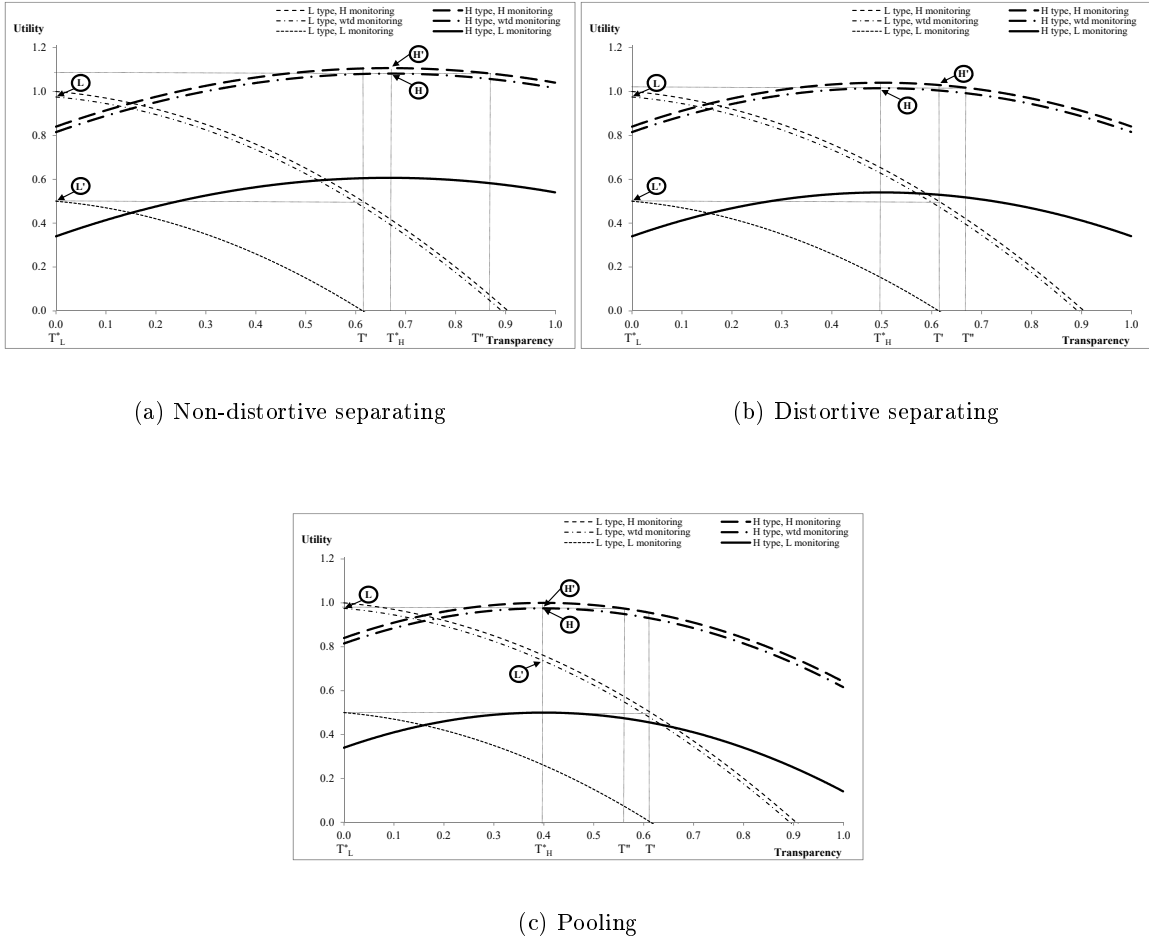 L type, H monitoring H type, H monitoring
L type, wtd monitoring H type, wtd monitoring
L type, L monitoring H type, L monitoring
Utility
1.2
1.0
0.8
0.6
0.4
0.2
0.0
L
L'
H'
H
0.0 0.1 0.2 0.3 0.4 0.5 0.6 0.7 0.8 0.9 1.0
T*L T' T*H T'' Transparency
(a) Non-distortive separating
L type, H monitoring H type, H monitoring
L type, wtd monitoring H type, wtd monitoring
L type, L monitoring H type, L monitoring
Utility
1.2
1.0
0.8
0.6
0.4
0.2
0.0
L
L'
H'
H
0.0 0.1 0.2 0.3 0.4 0.5 0.6 0.7 0.8 0.9 1.0
T*L T*H T' T'' Transparency
(b) Distortive separating
L type, H monitoring H type, H monitoring
L type, wtd monitoring H type, wtd monitoring
L type, L monitoring H type, L monitoring
Utility
1.2
1.0
0.8
0.6
0.4
0.2
0.0
L
H'
H
L'
0.0 0.1 0.2 0.3 0.4 0.5 0.6 0.7 0.8 0.9 1.0
T*L T*H T'' T' Transparency
(c) Pooling